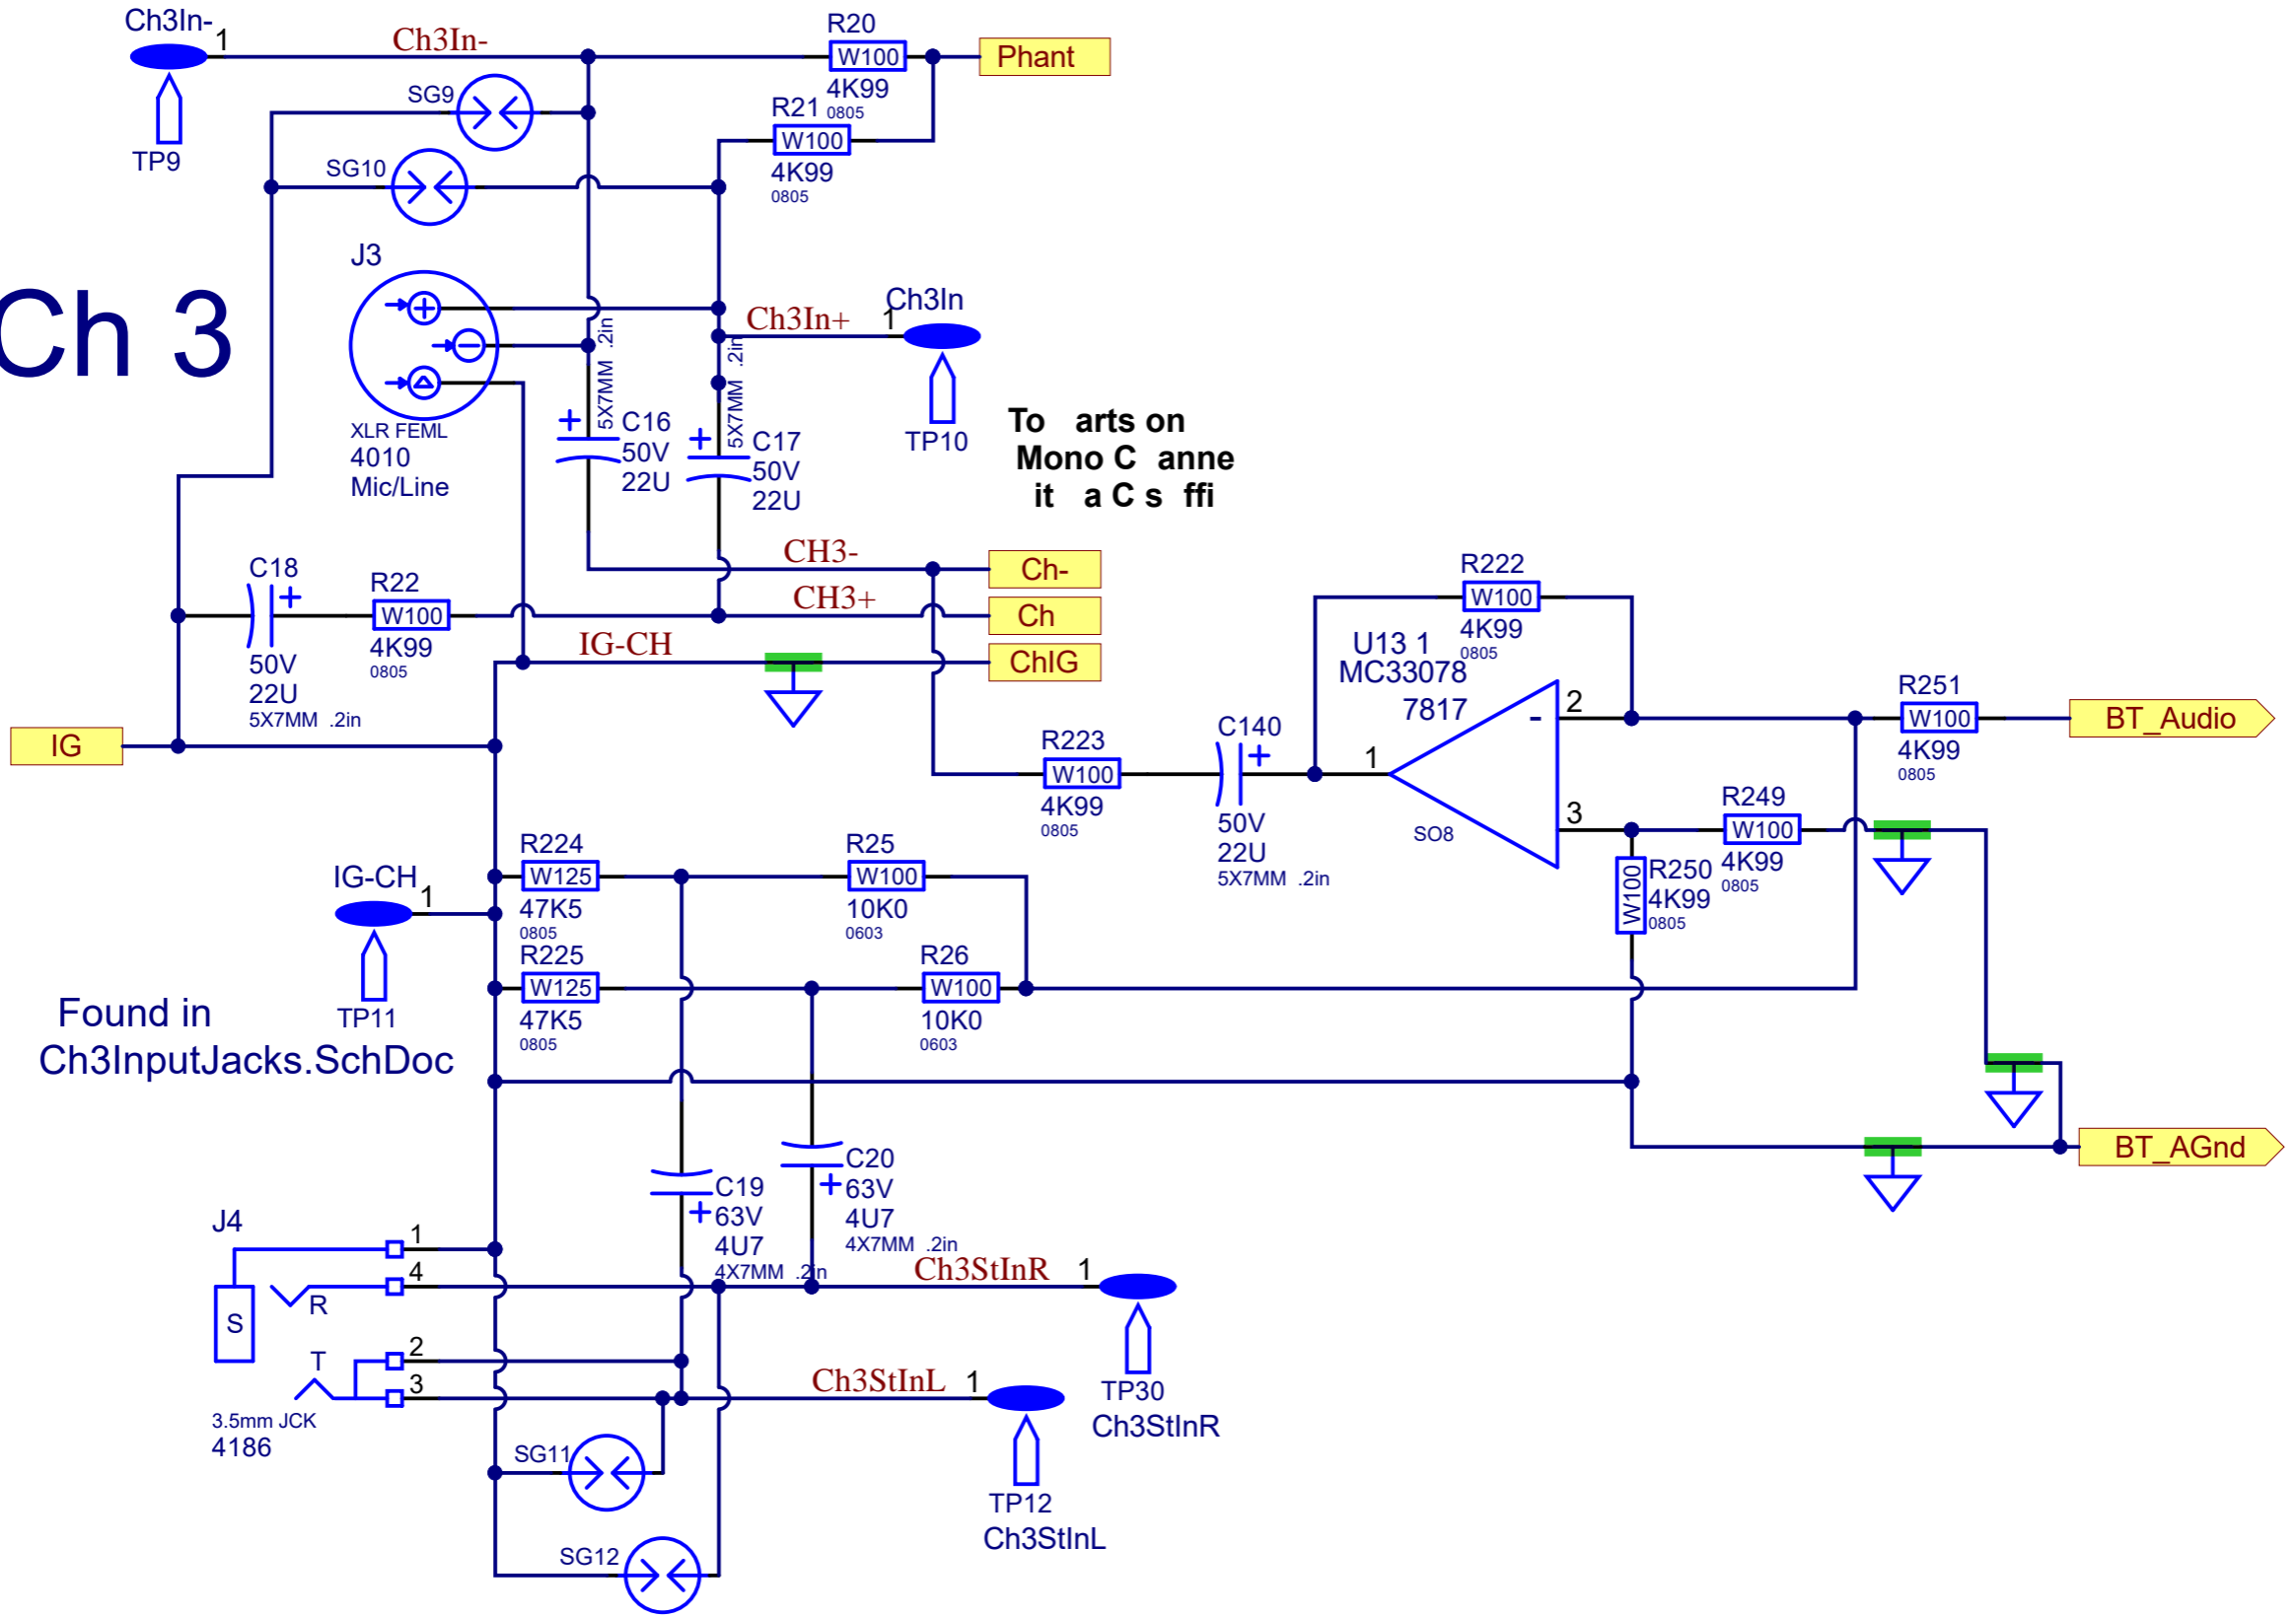 Ch3In-
1
Ch3In-
R20
W100
4K99
0805
Phant
SG9
R21
W100
4K99
0805
TP9
SG10
J3
Ch 3
XLR FEML
4010
Mic/Line
5X7MM .2in
C16
50V
22U
5X7MM .2in
C17
50V
22U
Ch3In+
1
Ch3In
TP10
To arts on
Mono C anne
it a C s ffi
CH3-
Ch-
CH3+
Ch
IG-CH
ChIG
C18
50V
22U
5X7MM .2in
R22
W100
4K99
0805
IG
R222
W100
4K99
0805
U13 1
MC33078
7817
2
-
1
3
SO8
R251
W100
4K99
0805
BT_Audio
R223
W100
4K99
0805
C140
50V
22U
5X7MM .2in
R249
W100
4K99
0805
R250
W100
4K99
0805
R224
W125
47K5
0805
R25
W100
10K0
0603
IG-CH
1
TP11
R225
W125
47K5
0805
R26
W100
10K0
0603
Found in
Ch3InputJacks.SchDoc
BT_AGnd
C19
63V
4U7
4X7MM .2in
C20
63V
4U7
4X7MM .2in
J4
1
4
R
S
2
T
3
3.5mm JCK
4186
Ch3StInR
1
TP30
Ch3StInR
Ch3StInL
1
TP12
Ch3StInL
SG11
SG12